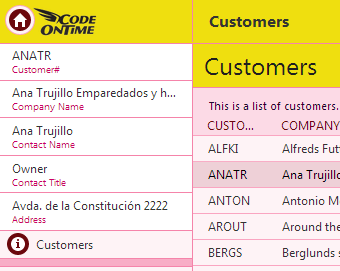 CODE
ONTIME
ANATR
Customer#
Ana Trujillo Emparedados y h...
Company Name
Ana Trujillo
Contact Name
Owner
Contact Title
Avda. de la Constitución 2222
Address
Customers
Customers
Customers
This is a list of customers.
CUSTO... COMPANY
ALFKI Alfreds Fut
ANATR Ana Trujillo
ANTON Antonio M
AROUT Around the
BERGS Berglunds s